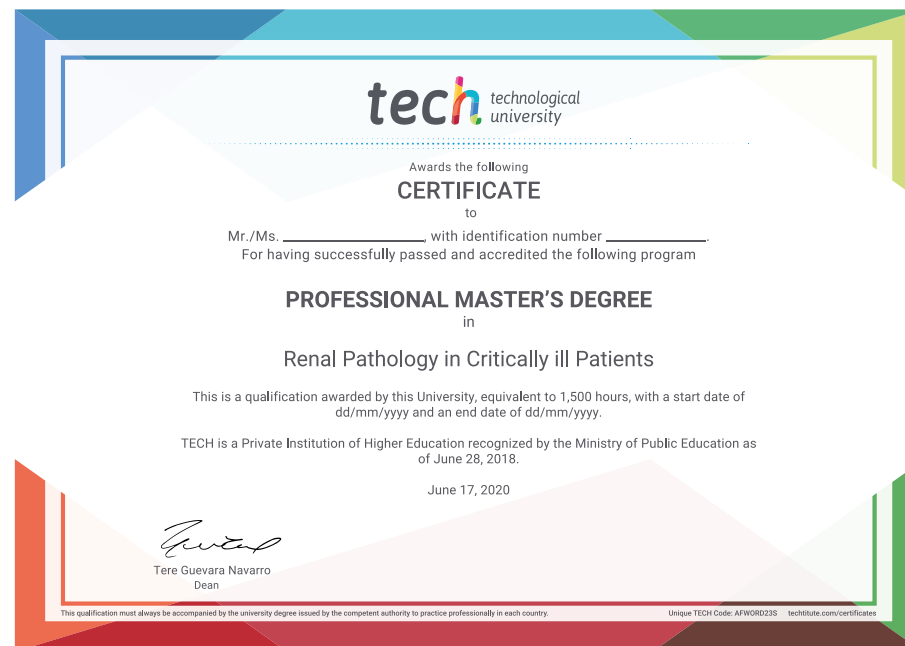 tech technological
university
Awards the following
CERTIFICATE
to
Mr./Ms. ____________________, with identification number ______________.
For having successfully passed and accredited the following program
PROFESSIONAL MASTER'S DEGREE
in
Renal Pathology in Critically ill Patients
This is a qualification awarded by this University, equivalent to 1,500 hours, with a start date of
dd/mm/yyyy and an end date of dd/mm/yyyy.
TECH is a Private Institution of Higher Education recognized by the Ministry of Public Education as
of June 28, 2018.
June 17, 2020
Tere Guevara Navarro
Dean
This qualification must always be accompanied by the university degree issued by the competent authority to practice professionally in each country.
Unique TECH Code: AFWORD23S techtitute.com/certificates